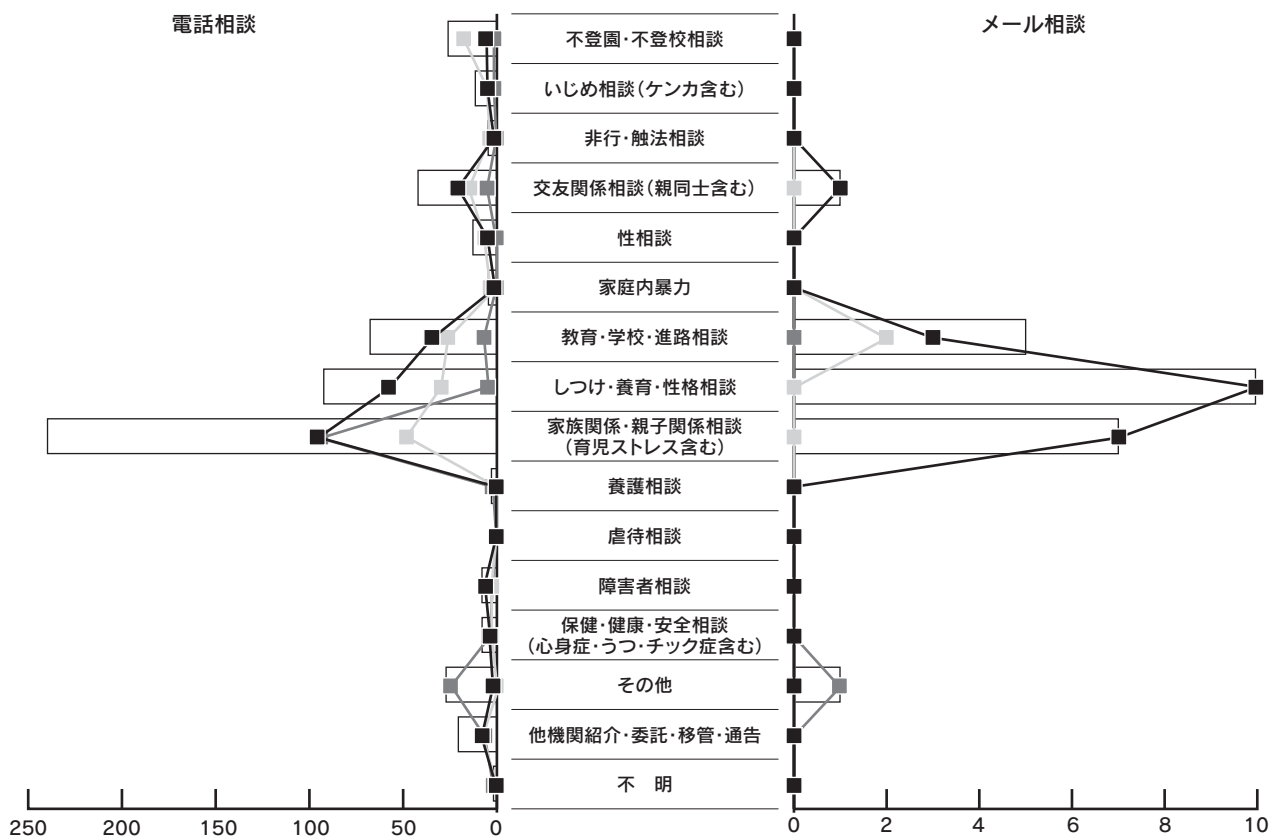 電話相談
メール相談
不登園・不登校相談
いじめ相談(ケンカ含む)
非行・触法相談
交友関係相談(親同士含む)
性相談
家庭内暴力
教育・学校・進路相談
しつけ・養育・性格相談
家族関係・親子関係相談
(育児ストレス含む)
養護相談
虐待相談
障害者相談
保健・健康・安全相談
(心身症・うつ・チック症含む)
その他
他機関紹介・委託・移管・通告
不 明
250 200 150 100 50 0
0 2 4 6 8 10